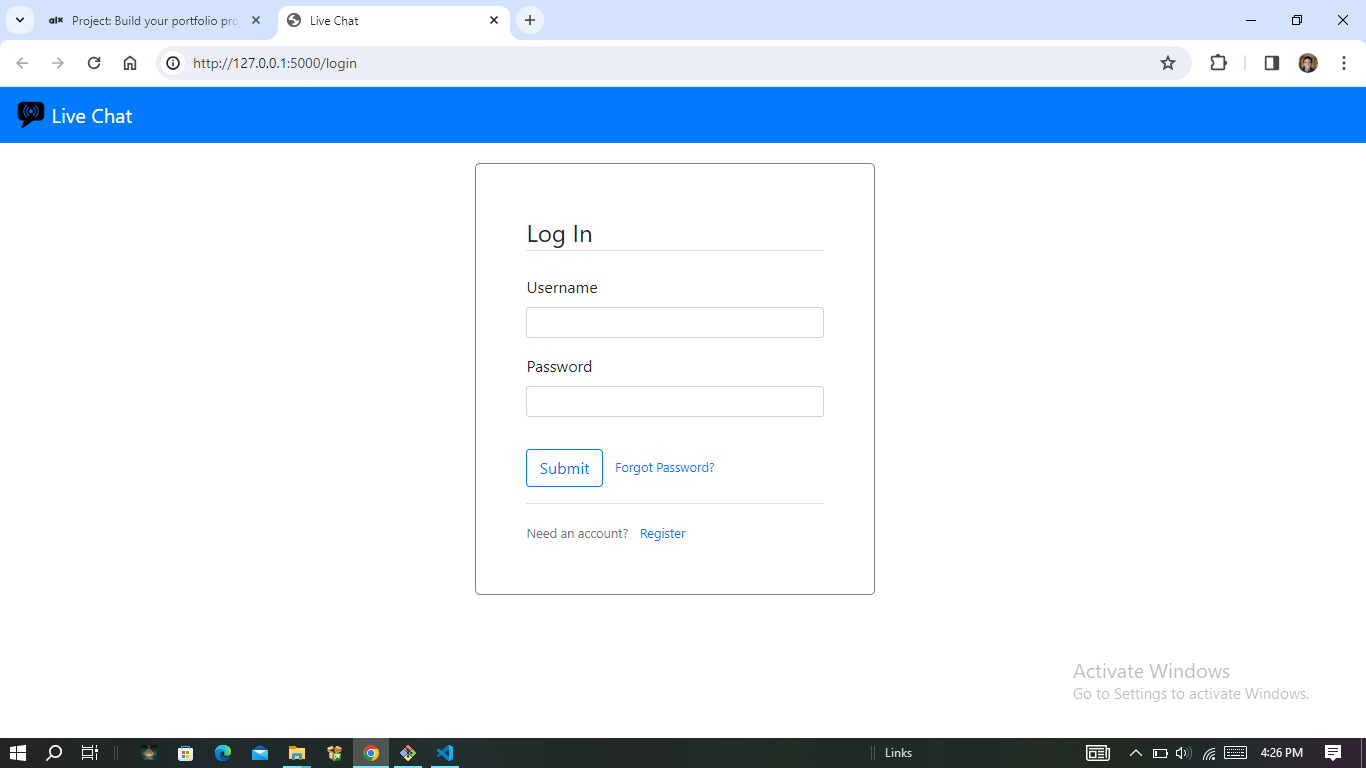 alx Project: Build your portfolio pro
Live Chat
http://127.0.0.1:5000/login
Live Chat
Log In
Username
Password
Submit Forgot Password?
Need an account? Register
Activate Windows
Go to Settings to activate Windows.
Links 4:26 PM